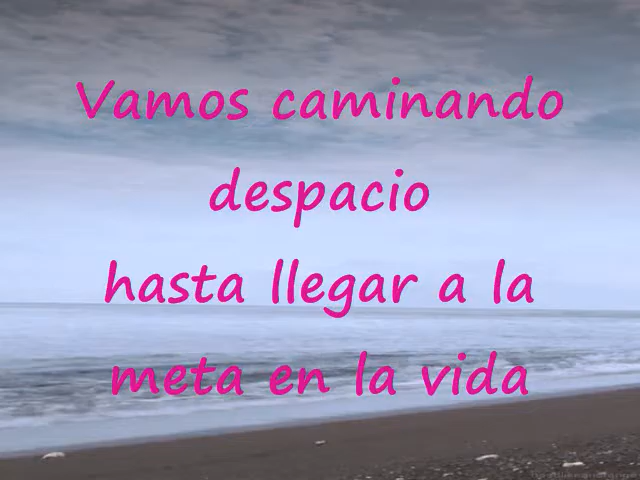 Vamos caminando
despacio
hasta llegar a la
meta en la vida